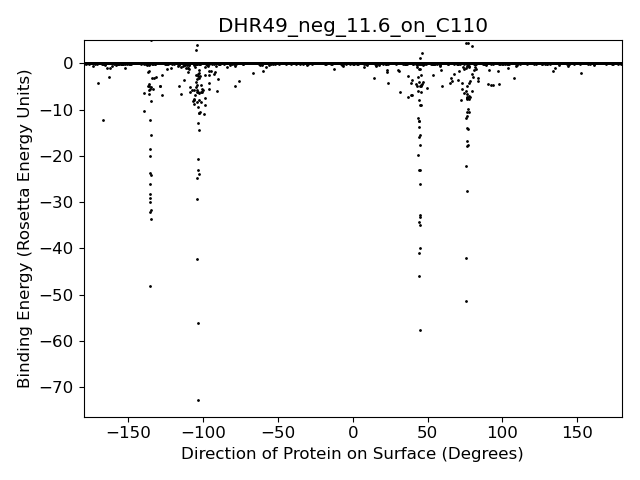 DHR49_neg_11.6_on_C110
Binding Energy (Rosetta Energy Units)
0
−10
−20
−30
−40
−50
−60
−70
−150 −100 −50 0 50 100 150
Direction of Protein on Surface (Degrees)